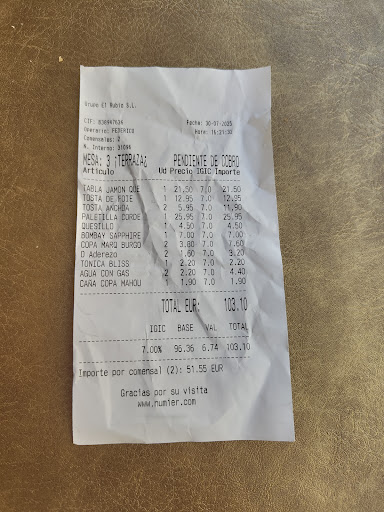 Grupo El Rubio S.L.
CIF: B38967636 Fecha: 30-07-2025
Operario: FEDERICO Hora: 16:21:33
Comensales: 2
N. Interno: 31096
MESA: 3 ¡TERRAZA¿ PENDIENTE DE COBRO
Articulo Ud Precio IGIC Importe
TABLA JAMON QUE 1 21,50 7.0 21.50
TOSTA DE FOIE 1 12.95 7.0 12.95
TOSTA ANCHOA 2 5.95 7.0 11.90
PALETILLA CORDE 1 25.95 7.0 25.95
QUESILLO 1 4.50 7.0 4.50
BOMBAY SAPPHIRE 1 7.00 7.0 7.00
COPA MARQ BURGO 2 3.80 7.0 7.60
D Aderezo 2 1.60 7.0 3.20
TONICA BLISS 1 2.20 7.0 2.20
AGUA CON GAS 2 2.20 7.0 4.40
CAÑA COPA MAHOU 1 1.90 7.0 1.90
TOTAL EUR: 103.10
IGIC BASE VAL TOTAL
7.00% 96.36 6.74 103.10
Importe por comensal (2): 51.55 EUR
Gracias por su visita
www.numier.com